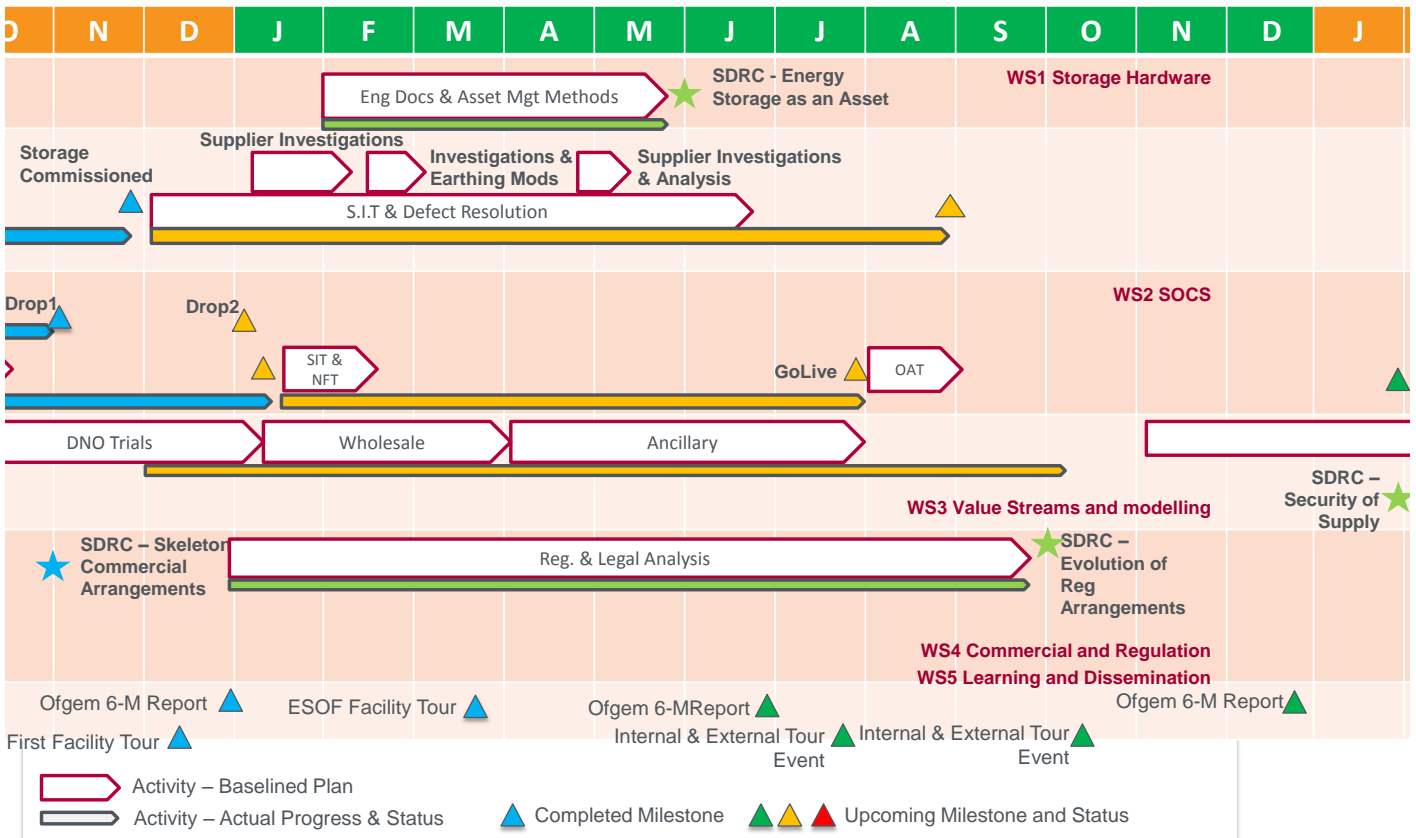 O N D J F M A M J J A S O N D J
SDRC - Energy
Storage as an Asset
WS1 Storage Hardware
Eng Docs & Asset Mgt Methods
Supplier Investigations
Storage
Commissioned
Investigations &
Earthing Mods
Supplier Investigations
& Analysis
S.I.T & Defect Resolution
Drop1
Drop2
WS2 SOCS
SIT &
NFT
GoLive
OAT
DNO Trials
Wholesale
Ancillary
WS3 Value Streams and modelling
SDRC –
Security of
Supply
SDRC – Skeleton
Commercial
Arrangements
Reg. & Legal Analysis
SDRC –
Evolution of
Reg
Arrangements
WS4 Commercial and Regulation
WS5 Learning and Dissemination
Ofgem 6-M Report
ESOF Facility Tour
Ofgem 6-MReport
Ofgem 6-M Report
First Facility Tour
Internal & External Tour
Event
Internal & External Tour
Event
Activity – Baselined Plan
Activity – Actual Progress & Status
Completed Milestone
Upcoming Milestone and Status